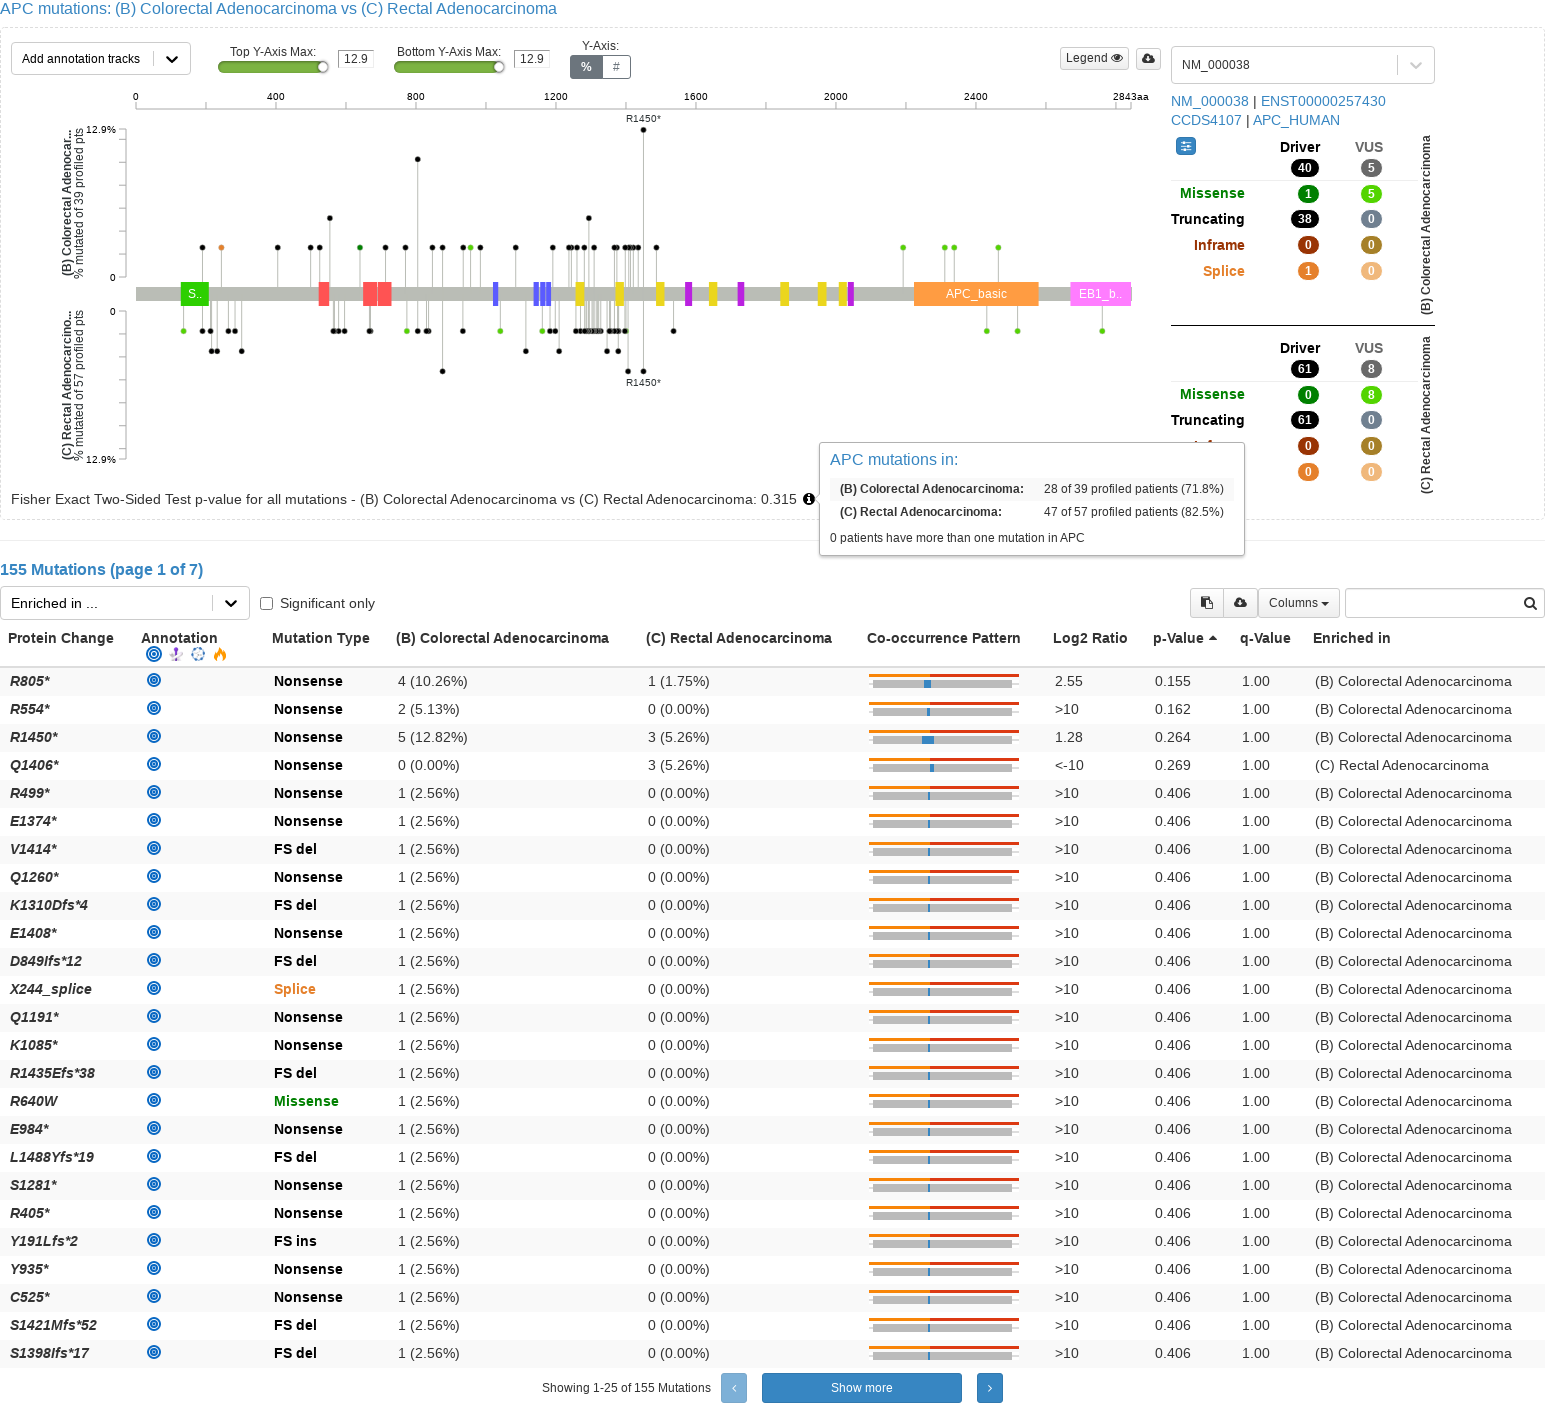 APC mutations: (B) Colorectal Adenocarcinoma vs (C) Rectal Adenocarcinoma
Add annotation tracks
Top Y-Axis Max:
12.9
Bottom Y-Axis Max:
12.9
Y-Axis:
% #
Legend
NM_000038
NM_000038 | ENST00000257430
CCDS4107 | APC_HUMAN
0 400 800 1200 1600 2000 2400 2843aa
(B) Colorectal Adenocar...
% mutated of 39 profiled pts
12.9%
0
R1450*
S.. APC_basic EB1_b..
(C) Rectal Adenocarcino...
% mutated of 57 profiled pts
0
12.9%
R1450*
Driver VUS
40 5
Missense 1 5
Truncating 38 0
Inframe 0 0
Splice 1 0
(B) Colorectal Adenocarcinoma
Driver VUS
61 8
Missense 0 8
Truncating 61 0
0 0
0 0
(C) Rectal Adenocarcinoma
Fisher Exact Two-Sided Test p-value for all mutations - (B) Colorectal Adenocarcinoma vs (C) Rectal Adenocarcinoma: 0.315
APC mutations in:
(B) Colorectal Adenocarcinoma: 28 of 39 profiled patients (71.8%)
(C) Rectal Adenocarcinoma: 47 of 57 profiled patients (82.5%)
0 patients have more than one mutation in APC
155 Mutations (page 1 of 7)
Enriched in ...
Significant only
Columns
Protein Change Annotation Mutation Type (B) Colorectal Adenocarcinoma (C) Rectal Adenocarcinoma Co-occurrence Pattern Log2 Ratio p-Value q-Value Enriched in
R805* Nonsense 4 (10.26%) 1 (1.75%) 2.55 0.155 1.00 (B) Colorectal Adenocarcinoma
R554* Nonsense 2 (5.13%) 0 (0.00%) >10 0.162 1.00 (B) Colorectal Adenocarcinoma
R1450* Nonsense 5 (12.82%) 3 (5.26%) 1.28 0.264 1.00 (B) Colorectal Adenocarcinoma
Q1406* Nonsense 0 (0.00%) 3 (5.26%) <-10 0.269 1.00 (C) Rectal Adenocarcinoma
R499* Nonsense 1 (2.56%) 0 (0.00%) >10 0.406 1.00 (B) Colorectal Adenocarcinoma
E1374* Nonsense 1 (2.56%) 0 (0.00%) >10 0.406 1.00 (B) Colorectal Adenocarcinoma
V1414* FS del 1 (2.56%) 0 (0.00%) >10 0.406 1.00 (B) Colorectal Adenocarcinoma
Q1260* Nonsense 1 (2.56%) 0 (0.00%) >10 0.406 1.00 (B) Colorectal Adenocarcinoma
K1310Dfs*4 FS del 1 (2.56%) 0 (0.00%) >10 0.406 1.00 (B) Colorectal Adenocarcinoma
E1408* Nonsense 1 (2.56%) 0 (0.00%) >10 0.406 1.00 (B) Colorectal Adenocarcinoma
D849Ifs*12 FS del 1 (2.56%) 0 (0.00%) >10 0.406 1.00 (B) Colorectal Adenocarcinoma
X244_splice Splice 1 (2.56%) 0 (0.00%) >10 0.406 1.00 (B) Colorectal Adenocarcinoma
Q1191* Nonsense 1 (2.56%) 0 (0.00%) >10 0.406 1.00 (B) Colorectal Adenocarcinoma
K1085* Nonsense 1 (2.56%) 0 (0.00%) >10 0.406 1.00 (B) Colorectal Adenocarcinoma
R1435Efs*38 FS del 1 (2.56%) 0 (0.00%) >10 0.406 1.00 (B) Colorectal Adenocarcinoma
R640W Missense 1 (2.56%) 0 (0.00%) >10 0.406 1.00 (B) Colorectal Adenocarcinoma
E984* Nonsense 1 (2.56%) 0 (0.00%) >10 0.406 1.00 (B) Colorectal Adenocarcinoma
L1488Yfs*19 FS del 1 (2.56%) 0 (0.00%) >10 0.406 1.00 (B) Colorectal Adenocarcinoma
S1281* Nonsense 1 (2.56%) 0 (0.00%) >10 0.406 1.00 (B) Colorectal Adenocarcinoma
R405* Nonsense 1 (2.56%) 0 (0.00%) >10 0.406 1.00 (B) Colorectal Adenocarcinoma
Y191Lfs*2 FS ins 1 (2.56%) 0 (0.00%) >10 0.406 1.00 (B) Colorectal Adenocarcinoma
Y935* Nonsense 1 (2.56%) 0 (0.00%) >10 0.406 1.00 (B) Colorectal Adenocarcinoma
C525* Nonsense 1 (2.56%) 0 (0.00%) >10 0.406 1.00 (B) Colorectal Adenocarcinoma
S1421Mfs*52 FS del 1 (2.56%) 0 (0.00%) >10 0.406 1.00 (B) Colorectal Adenocarcinoma
S1398Ifs*17 FS del 1 (2.56%) 0 (0.00%) >10 0.406 1.00 (B) Colorectal Adenocarcinoma
Showing 1-25 of 155 Mutations
Show more